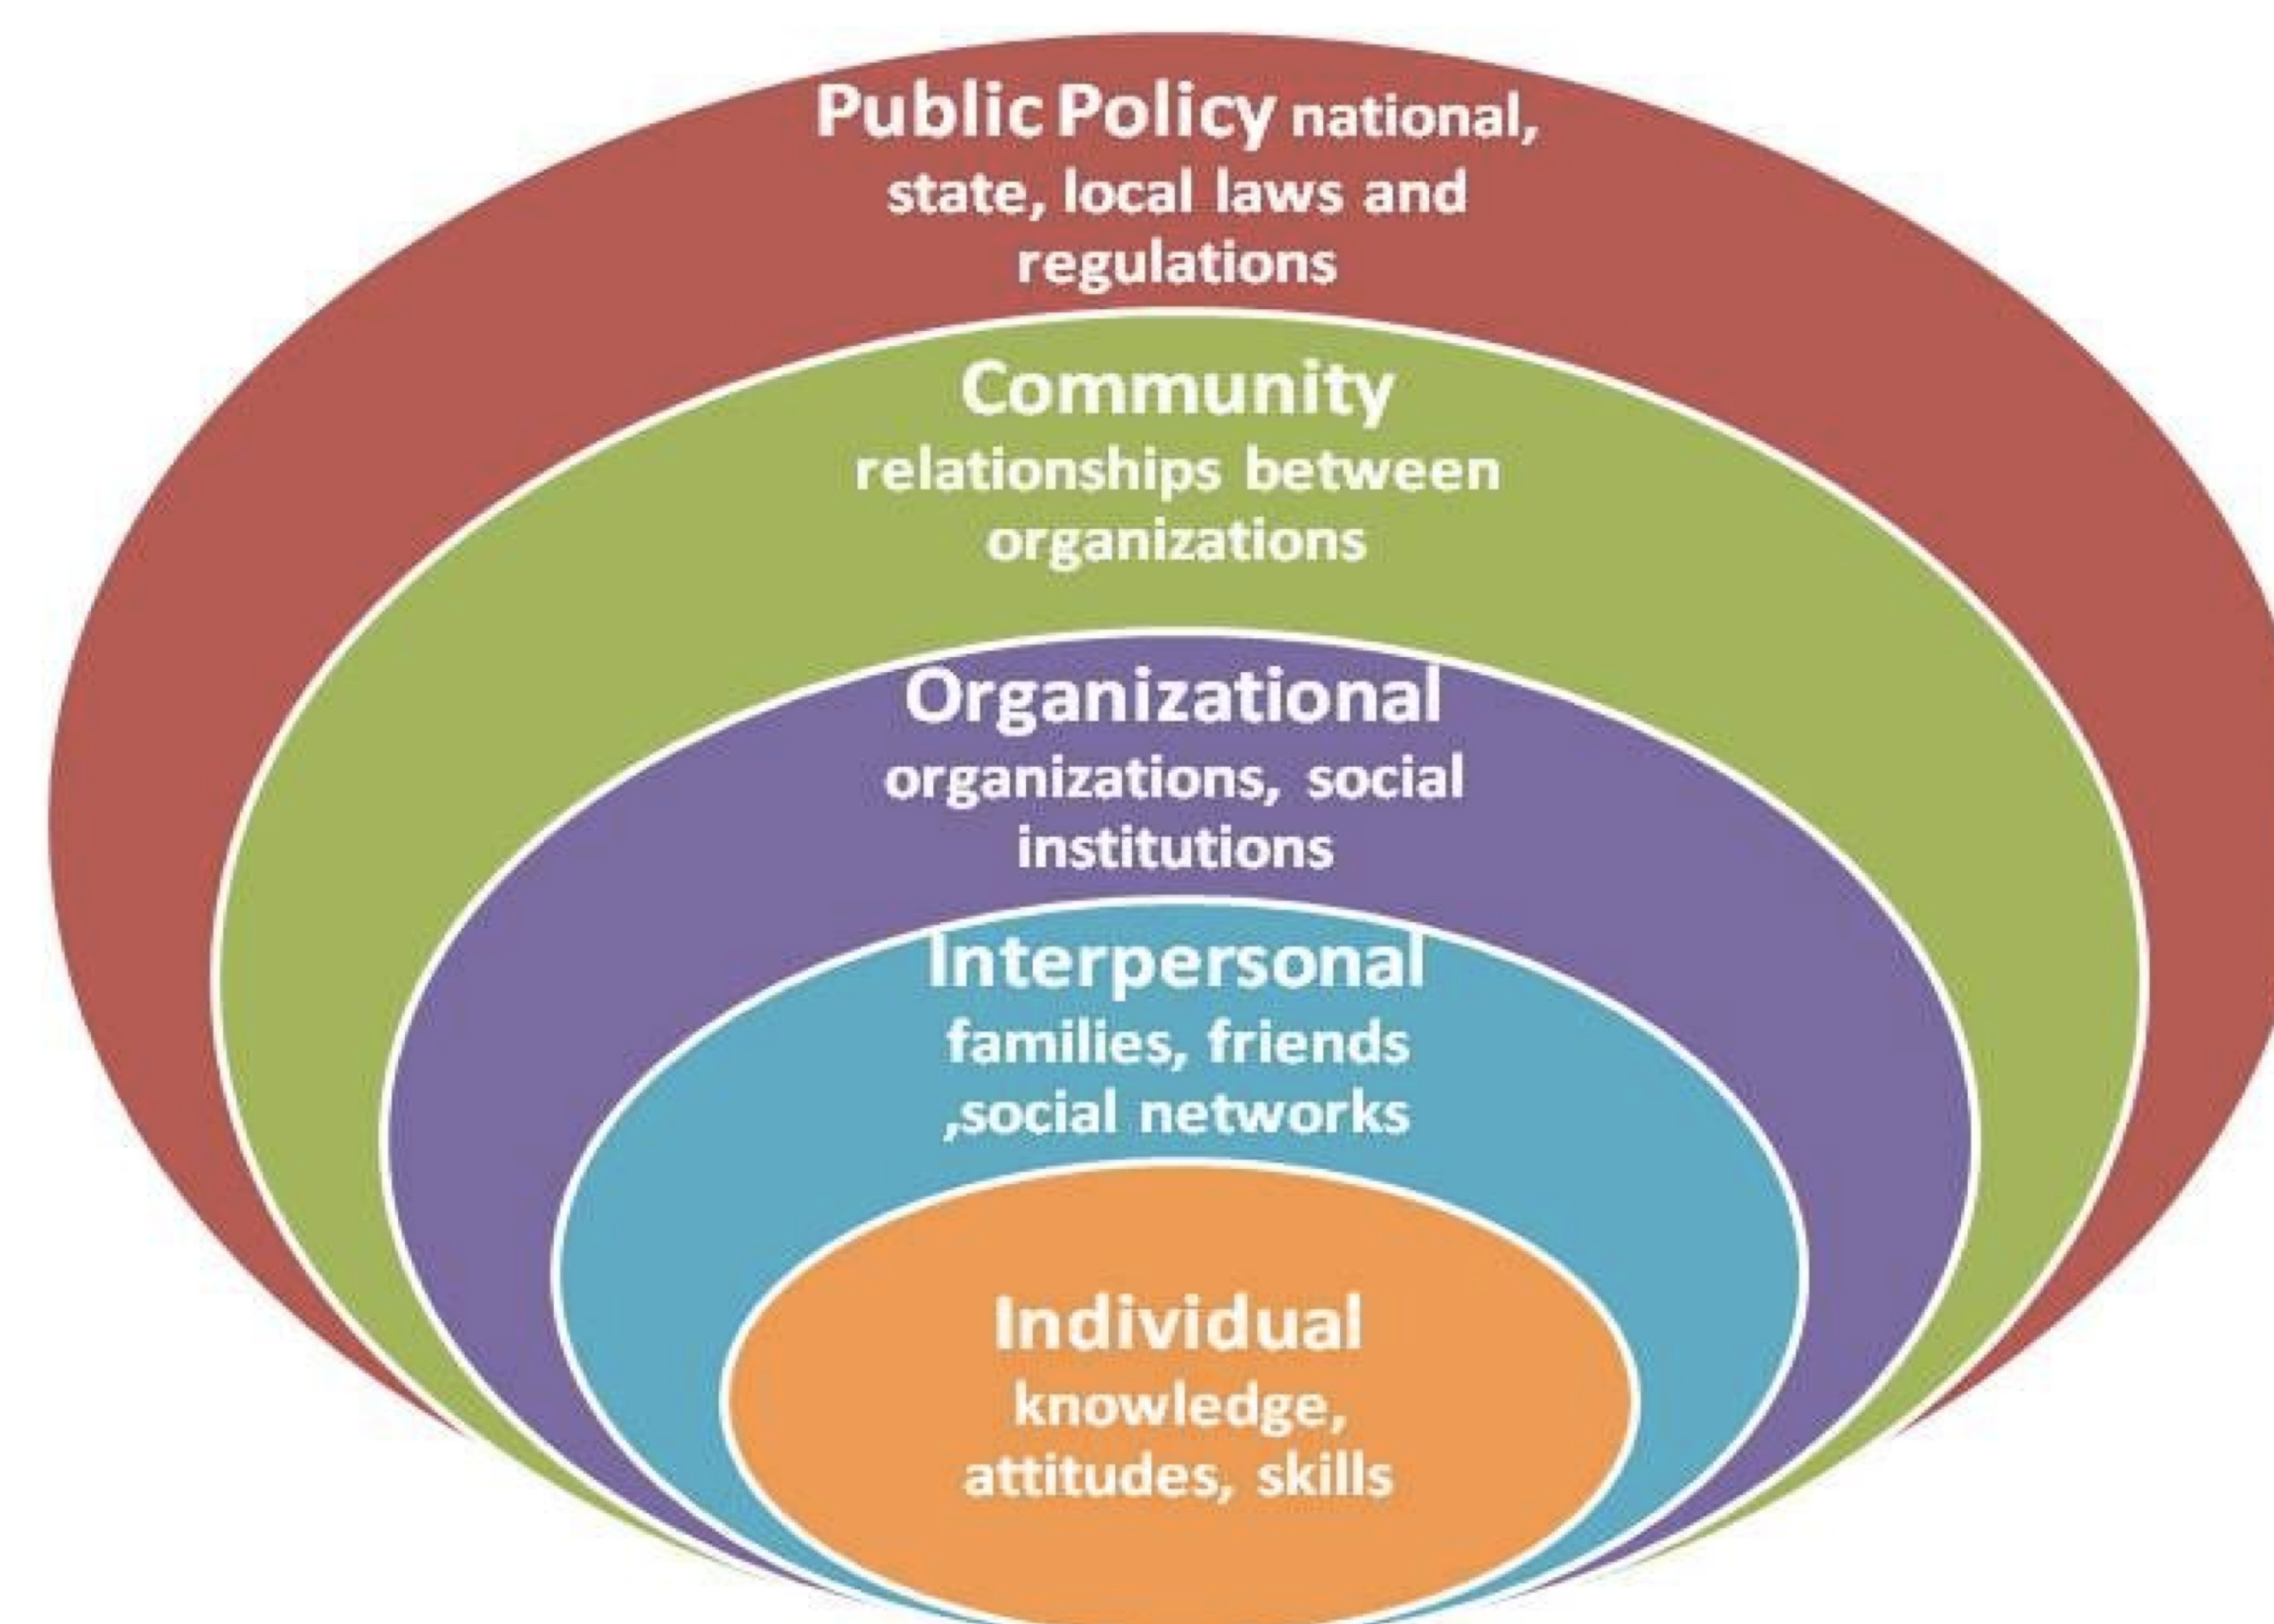 Public Policy national,
state, local laws and
regulations
Community
relationships between
organizations
Organizational
organizations, social
institutions
Interpersonal
families, friends
,social networks
Individual
knowledge,
attitudes, skills